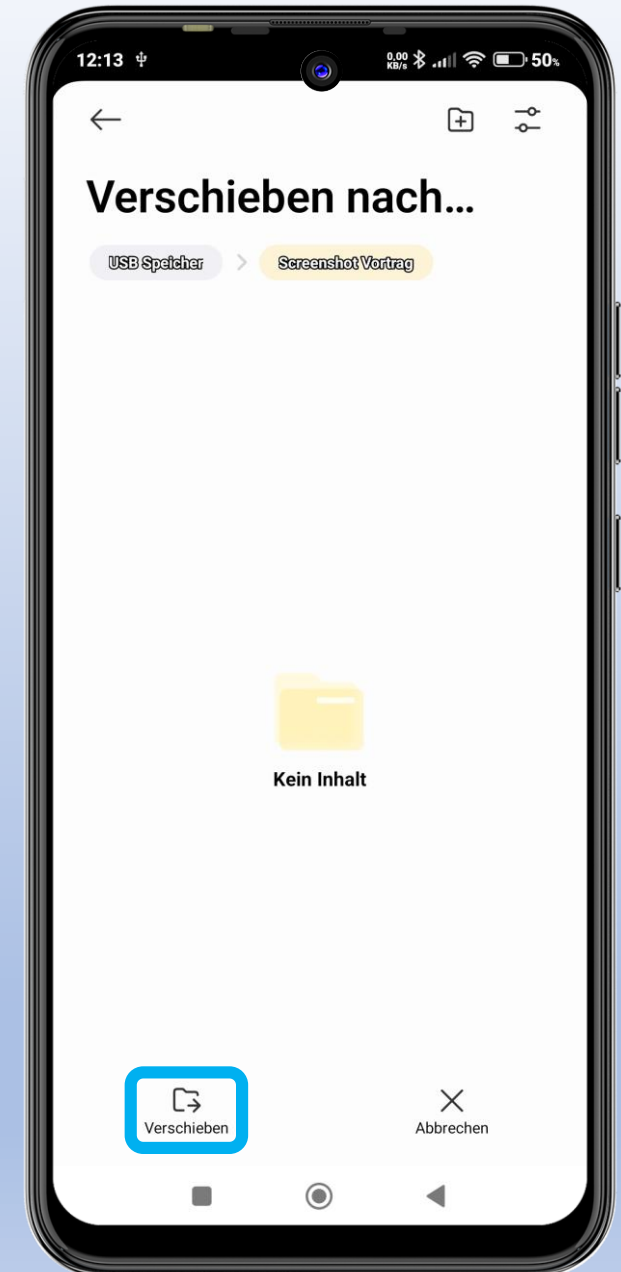 12:13 0,00 KB/s 50%
Verschieben nach...
USB Speicher > Screenshot Vortrag
Kein Inhalt
Verschieben Abbrechen